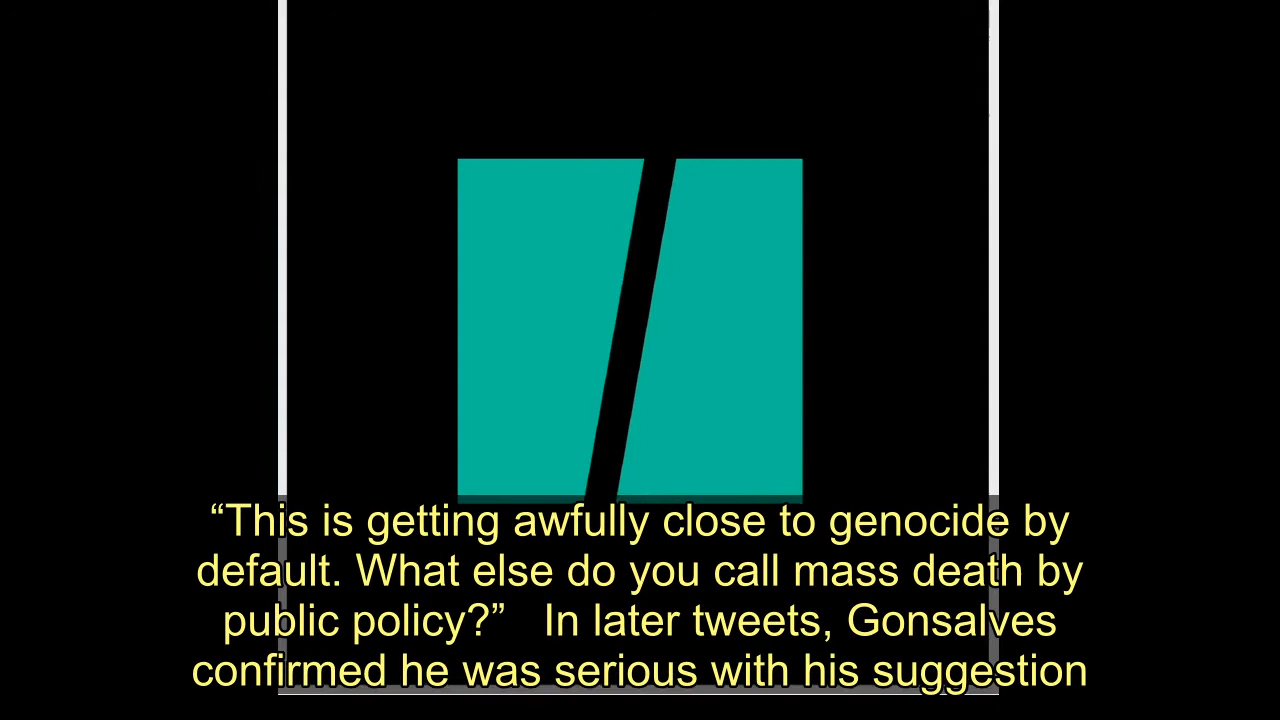 “This is getting awfully close to genocide by
default. What else do you call mass death by
public policy?”   In later tweets, Gonsalves
confirmed he was serious with his suggestion